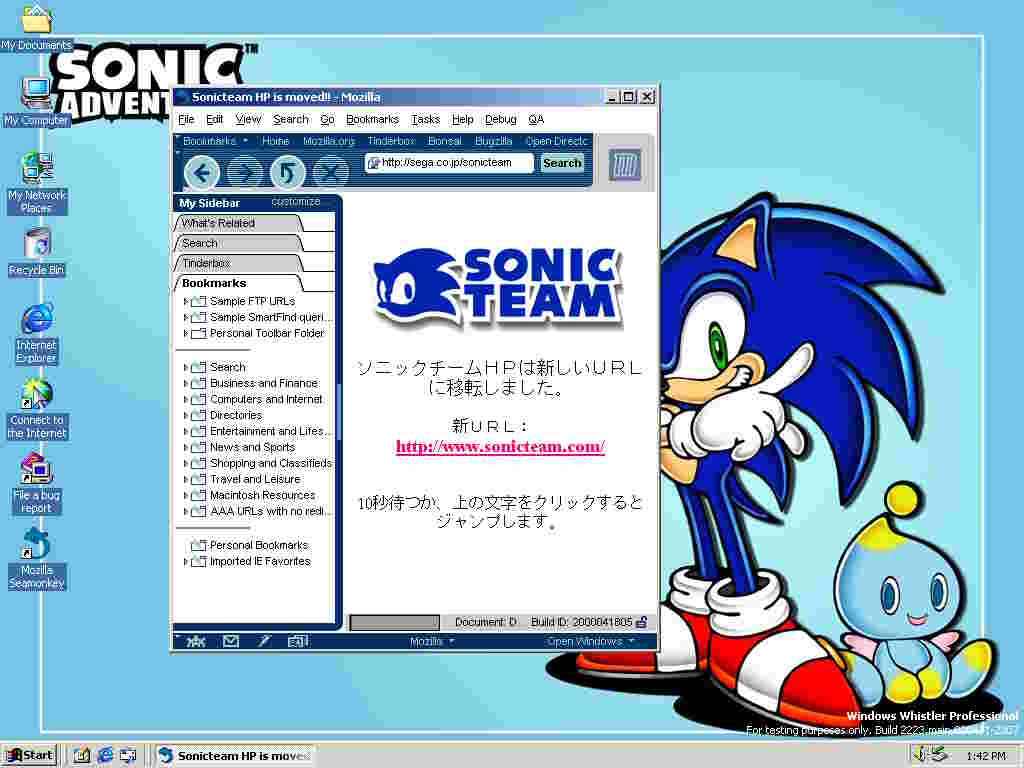 My Documents
My Computer
My Network
Places
Recycle Bin
Internet
Explorer
Connect to
the Internet
File a bug
report
Mozilla
Seamonkey
SONIC
TM
ADVENT
Sonicteam HP is moved!! - Mozilla
File Edit View Search Go Bookmarks Tasks Help Debug QA
Bookmarks Home Mozilla.org Tinderbox Bonsai Bugzilla Open Directc
http://sega.co.jp/sonicteam Search
My Sidebar customize...
What's Related
Search
Tinderbox
Bookmarks
Sample FTP URLs
Sample SmartFind queri...
Personal Toolbar Folder
Search
Business and Finance
Computers and Internet
Directories
Entertainment and Lifes...
News and Sports
Shopping and Classifieds
Travel and Leisure
Macintosh Resources
AAA URLs with no redi...
Personal Bookmarks
Imported IE Favorites
SONIC
TEAM
ソニックチームＨＰは新しいＵＲＬ
に移転しました。
新ＵＲＬ：
http://www.sonicteam.com/
10秒待つか、上の文字をクリックすると
ジャンプします。
Document: D... Build ID: 2000041805
Mozilla Open Windows
Windows Whistler Professional
For testing purposes only. Build 2223.main
Start Sonicteam HP is moves 1:42 PM